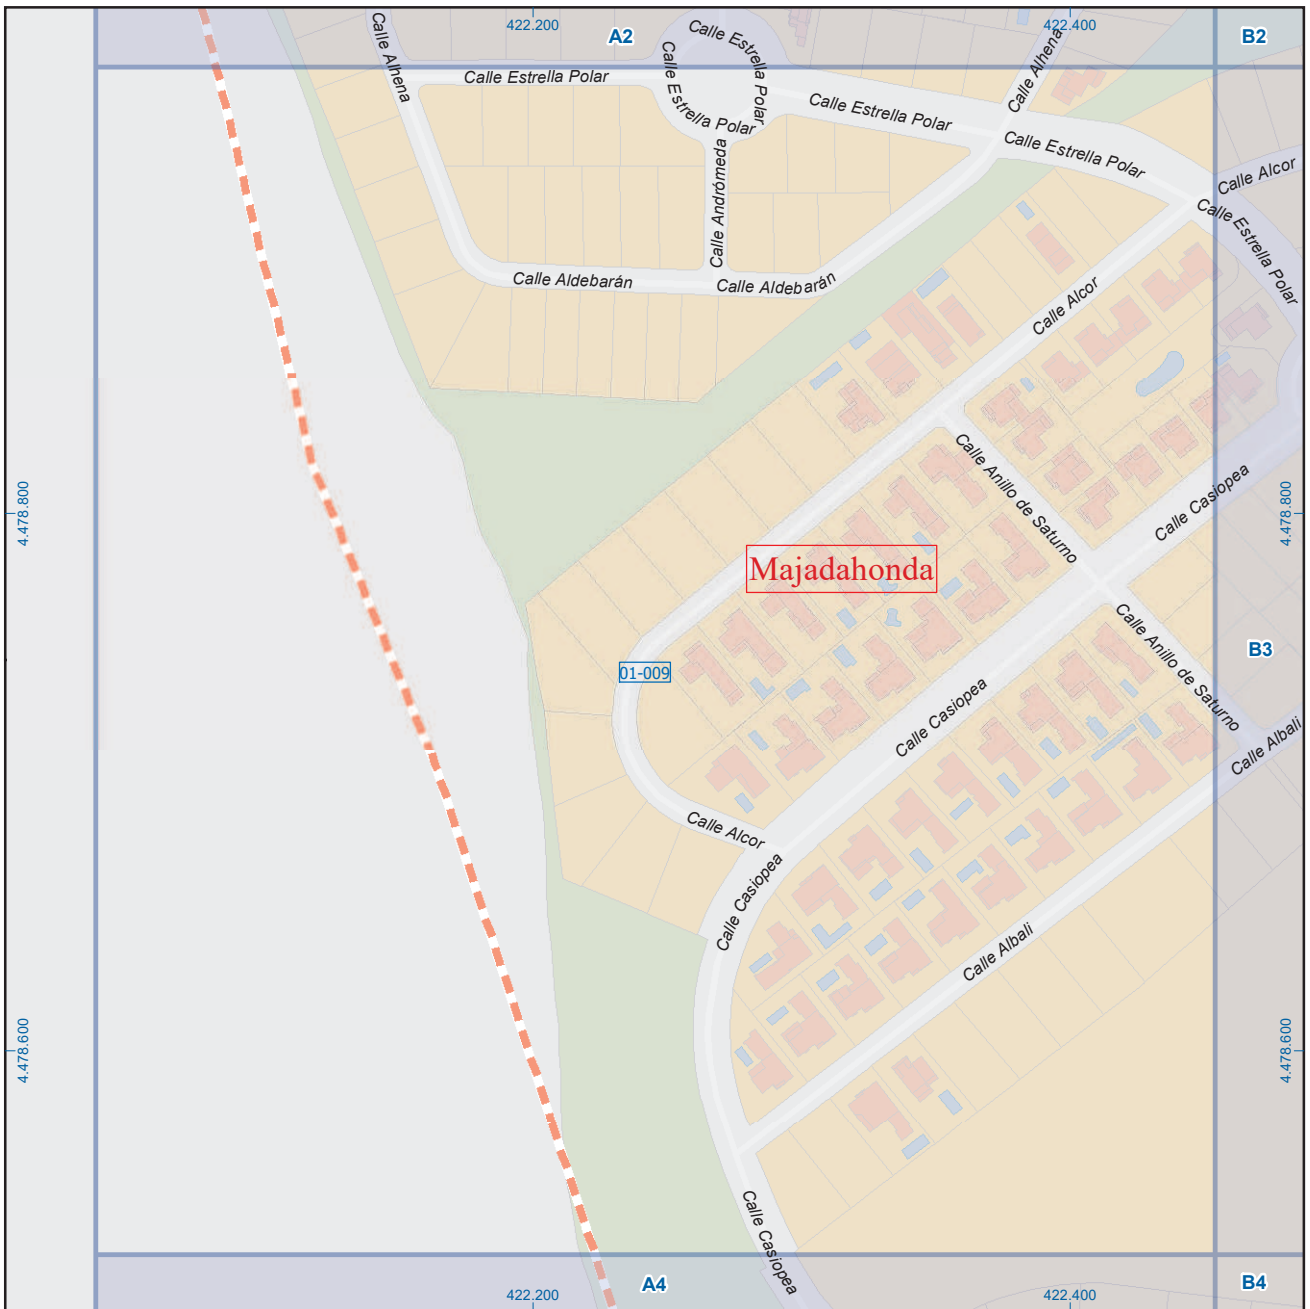 422.200
422.400
A2
B2
Calle Alhena
Calle Estrella Polar
Calle Estrella Polar
Calle Estrella Polar
Calle Estrella Polar
Calle Alhena
Calle Estrella Polar
Calle Alcor
Calle Estrella Polar
Calle Andrómeda
Calle Aldebarán
Calle Aldebarán
Calle Alcor
4.478.800
4.478.800
Calle Anillo de Saturno
Calle Casiopea
Majadahonda
01-009
B3
Calle Anillo de Saturno
Calle Casiopea
Calle Albali
Calle Alcor
Calle Casiopea
Calle Albali
4.478.600
4.478.600
Calle Casiopea
A4
B4
422.200
422.400